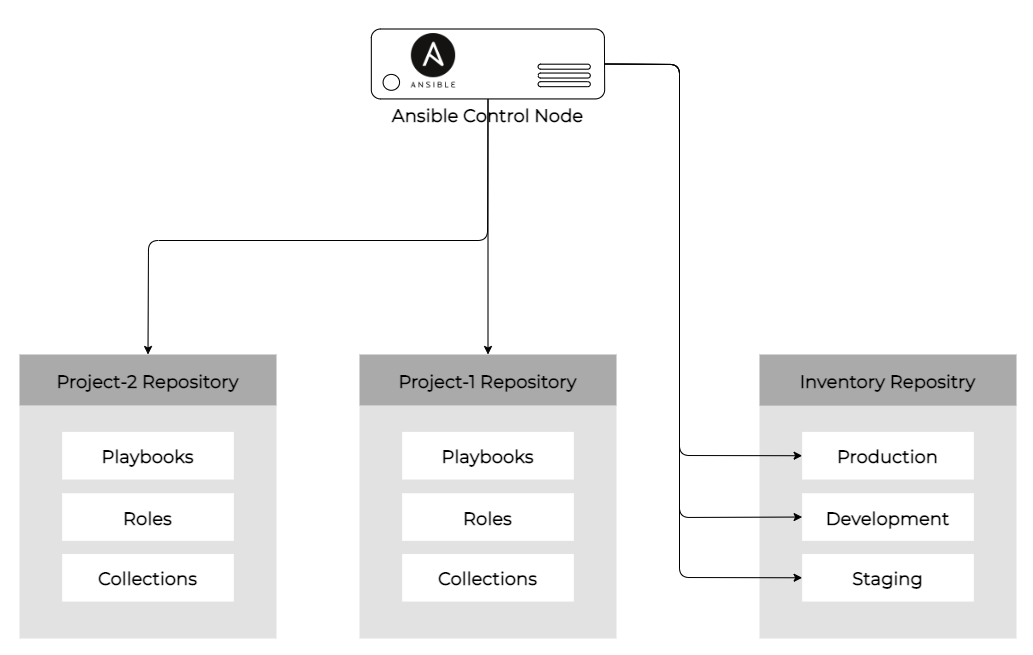 ANSIBLE
Ansible Control Node
Project-2 Repository
Playbooks
Roles
Collections
Project-1 Repository
Playbooks
Roles
Collections
Inventory Repositry
Production
Development
Staging